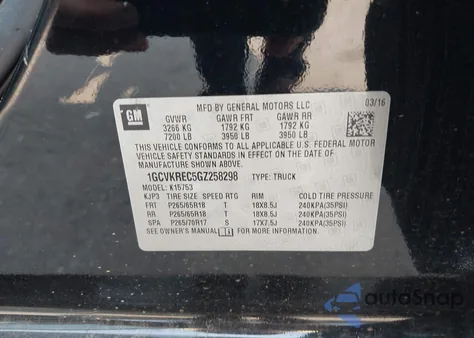 GM
MFD BY GENERAL MOTORS LLC
03/16
GVWR GAWR FRT GAWR RR
3266 KG 1792 KG 1792 KG
7200 LB 3950 LB 3950 LB
THIS VEHICLE CONFORMS TO ALL APPLICABLE U.S. FEDERAL MOTOR
VEHICLE SAFETY STANDARDS IN EFFECT ON THE DATE OF
MANUFACTURE SHOWN ABOVE.
1GCVKREC5GZ258298 TYPE: TRUCK
MODEL: K15753
KJP3 TIRE SIZE SPEED RTG RIM COLD TIRE PRESSURE
FRT P265/65R18 T 18X8.5J 240KPA(35PSI)
RR P265/65R18 T 18X8.5J 240KPA(35PSI)
SPA P265/70R17 S 17X7.5J 240KPA(35PSI)
SEE OWNER'S MANUAL FOR MORE INFORMATION.
autoSnap